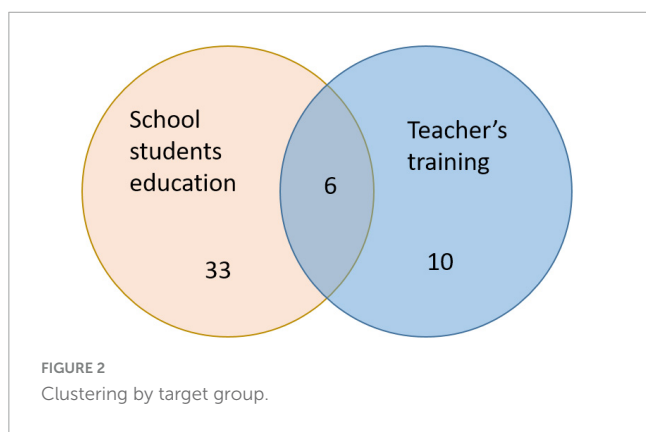 School
students
education
Teacher's
training
6
33
10
FIGURE 2
Clustering by target group.